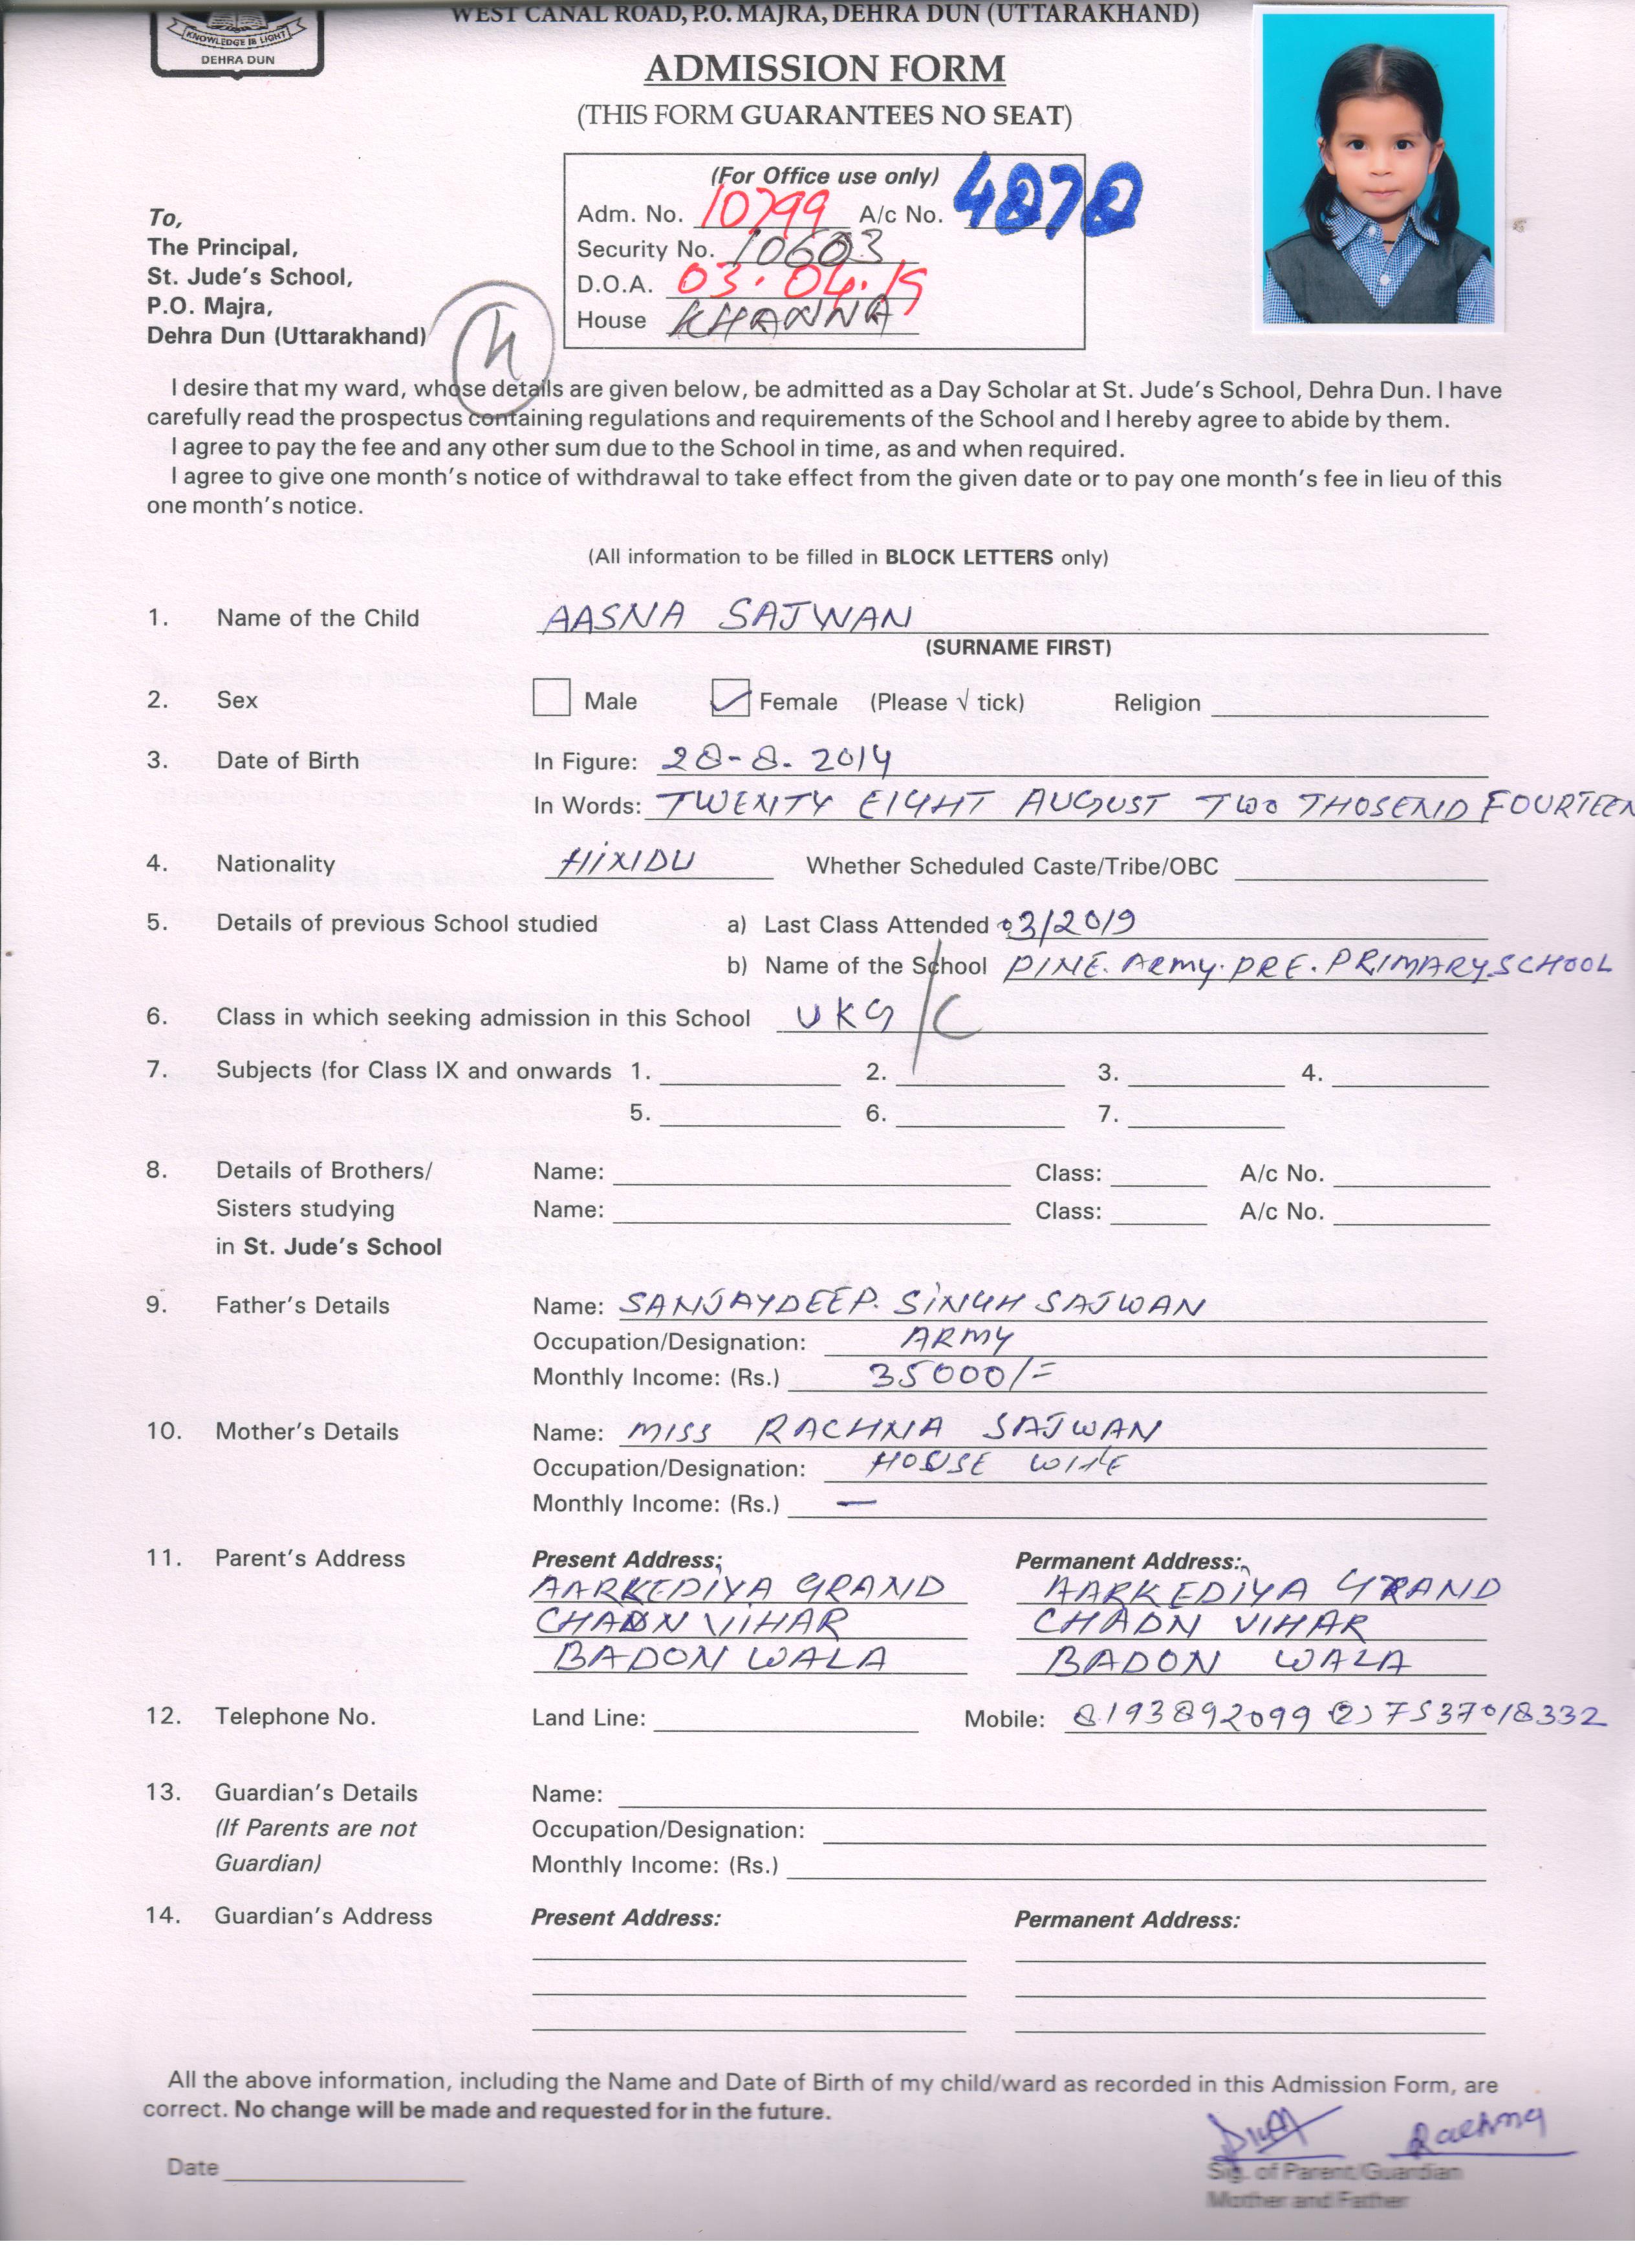 WEST CANAL ROAD, P.O. MAJRA, DEHRA DUN (UTTARAKHAND)
KNOWLEDGE IS LIGHT
DEHRA DUN
ADMISSION FORM
(THIS FORM GUARANTEES NO SEAT)
(For Office use only)
Adm. No. 10799 A/c No. 4878
Security No. 10603
D.O.A. 03.04.19
House KHANNA
To,
The Principal,
St. Jude's School,
P.O. Majra,
Dehra Dun (Uttarakhand)
I desire that my ward, whose details are given below, be admitted as a Day Scholar at St. Jude's School, Dehra Dun. I have
carefully read the prospectus containing regulations and requirements of the School and I hereby agree to abide by them.
I agree to pay the fee and any other sum due to the School in time, as and when required.
I agree to give one month's notice of withdrawal to take effect from the given date or to pay one month's fee in lieu of this
one month's notice.
(All information to be filled in BLOCK LETTERS only)
1. Name of the Child AASNA SAJWAN
(SURNAME FIRST)
2. Sex Male Female (Please √ tick) Religion
3. Date of Birth In Figure: 28-8. 2014
In Words: TWENTY EIGHT AUGUST TWO THOSEND FOURTEEN
4. Nationality HINDU Whether Scheduled Caste/Tribe/OBC
5. Details of previous School studied a) Last Class Attended 03/2019
b) Name of the School PINE. ARMY. PRE. PRIMARY SCHOOL
6. Class in which seeking admission in this School UKG /C
7. Subjects (for Class IX and onwards 1. 2. 3. 4.
5. 6. 7.
8. Details of Brothers/ Name: Class: A/c No.
Sisters studying Name: Class: A/c No.
in St. Jude's School
9. Father's Details Name: SANJAYDEEP. SINGH SAJWAN
Occupation/Designation: ARMY
Monthly Income: (Rs.) 35000/=
10. Mother's Details Name: MISS RACHNA SAJWAN
Occupation/Designation: HOUSE WIFE
Monthly Income: (Rs.) —
11. Parent's Address Present Address: Permanent Address:
AARKEDIYA GRAND AARKEDIYA GRAND
CHADN VIHAR CHADN VIHAR
BADON WALA BADON WALA
12. Telephone No. Land Line: Mobile: 8193892099 (2) 7537018332
13. Guardian's Details Name:
(If Parents are not Occupation/Designation:
Guardian) Monthly Income: (Rs.)
14. Guardian's Address Present Address: Permanent Address:
All the above information, including the Name and Date of Birth of my child/ward as recorded in this Admission Form, are
correct. No change will be made and requested for in the future.
Rachna
Date Sig. of Parent/Guardian
Mother and Father